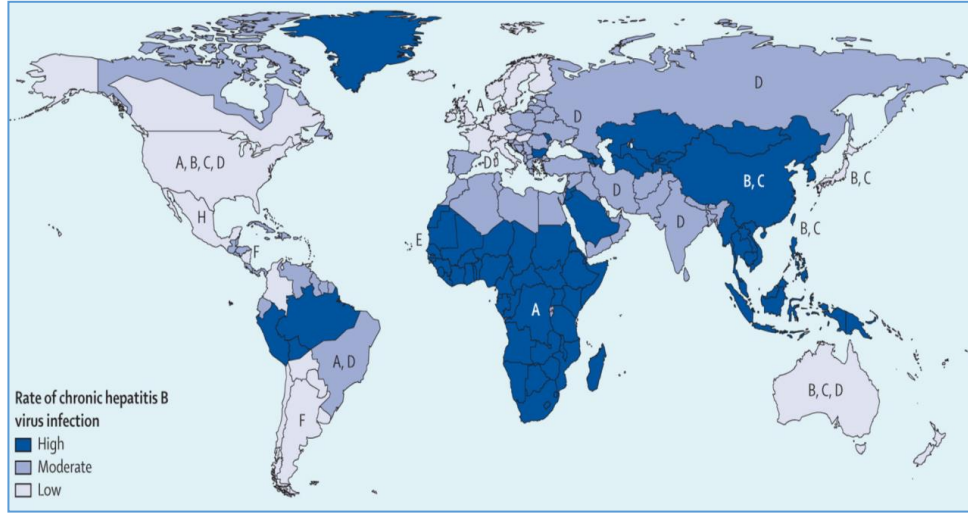 D
A
D
A, B, C, D
D
D
B, C
B, C
H
D
B, C
E
F
A
A, D
B, C, D
F
Rate of chronic hepatitis B
virus infection
High
Moderate
Low